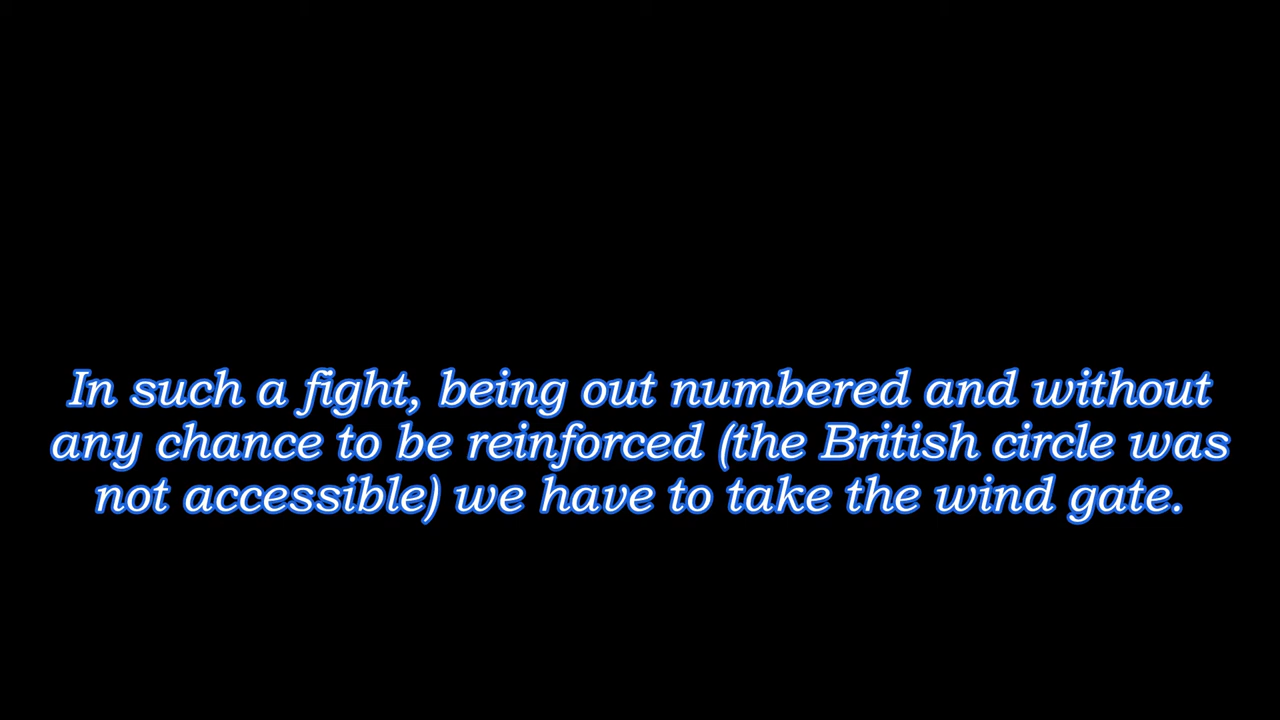 In such a fight, being out numbered and without
any chance to be reinforced (the British circle was
not accessible) we have to take the wind gate.